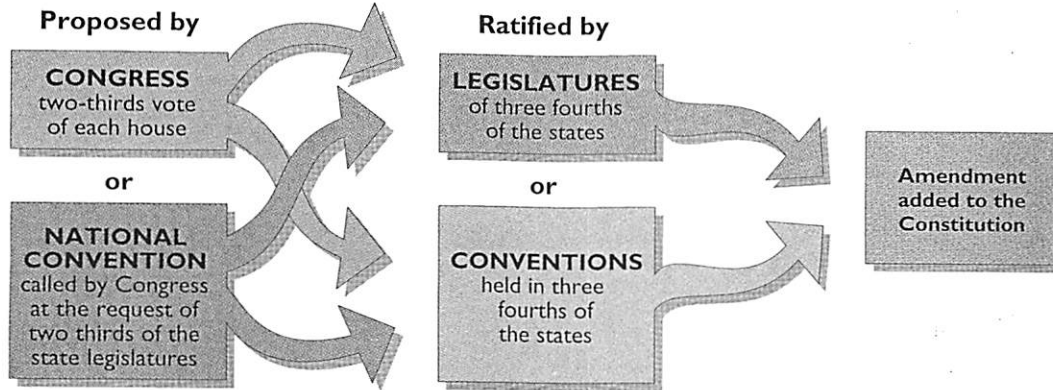 Proposed by
CONGRESS
two-thirds vote
of each house
or
NATIONAL
CONVENTION
called by Congress
at the request of
two thirds of the
state legislatures
Ratified by
LEGISLATURES
of three fourths
of the states
or
CONVENTIONS
held in three
fourths of
the states
Amendment
added to the
Constitution